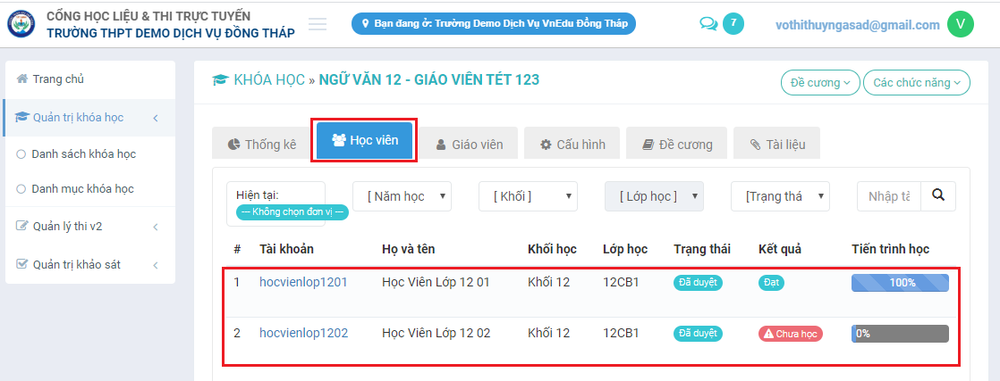 CỔNG HỌC LIỆU & THI TRỰC TUYẾN
TRƯỜNG THPT DEMO DỊCH VỤ ĐỒNG THÁP
Bạn đang ở: Trường Demo Dịch Vụ VnEdu Đồng Tháp
7
vothithuyngasad@gmail.com
V
Trang chủ
Quản trị khóa học
Danh sách khóa học
Danh mục khóa học
Quản lý thi v2
Quản trị khảo sát
KHÓA HỌC » NGỮ VĂN 12 - GIÁO VIÊN TÉT 123
Đề cương
Các chức năng
Thống kê
Học viên
Giáo viên
Cấu hình
Đề cương
Tài liệu
Hiện tại:
--- Không chọn đơn vị ---
[ Năm học
[ Khối ]
[ Lớp học ]
[Trạng thá
Nhập tà
# Tài khoản Họ và tên Khối học Lớp học Trạng thái Kết quả Tiến trình học
1 hocvienlop1201 Học Viên Lớp 12 01 Khối 12 12CB1 Đã duyệt Đạt 100%
2 hocvienlop1202 Học Viên Lớp 12 02 Khối 12 12CB1 Đã duyệt Chưa học 0%